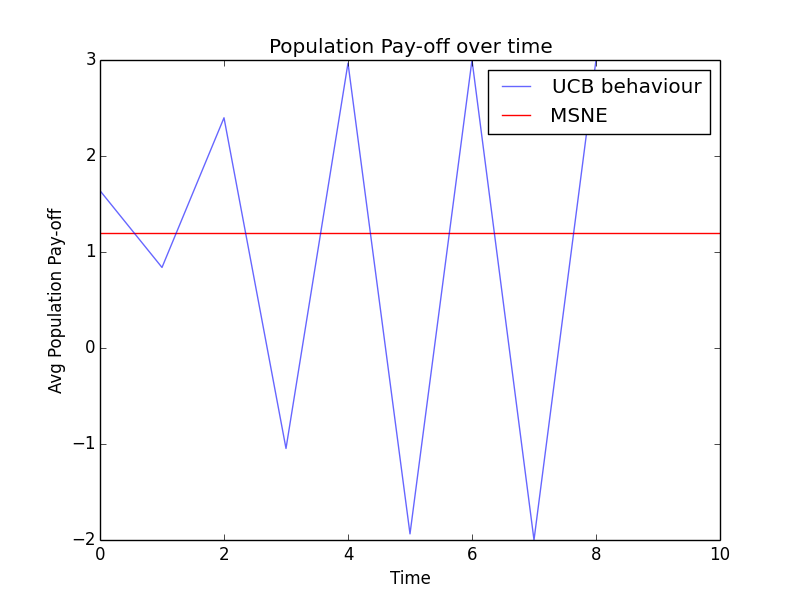 Population Pay-off over time
UCB behaviour
MSNE
3
2
1
0
−1
−2
Avg Population Pay-off
0 2 4 6 8 10
Time